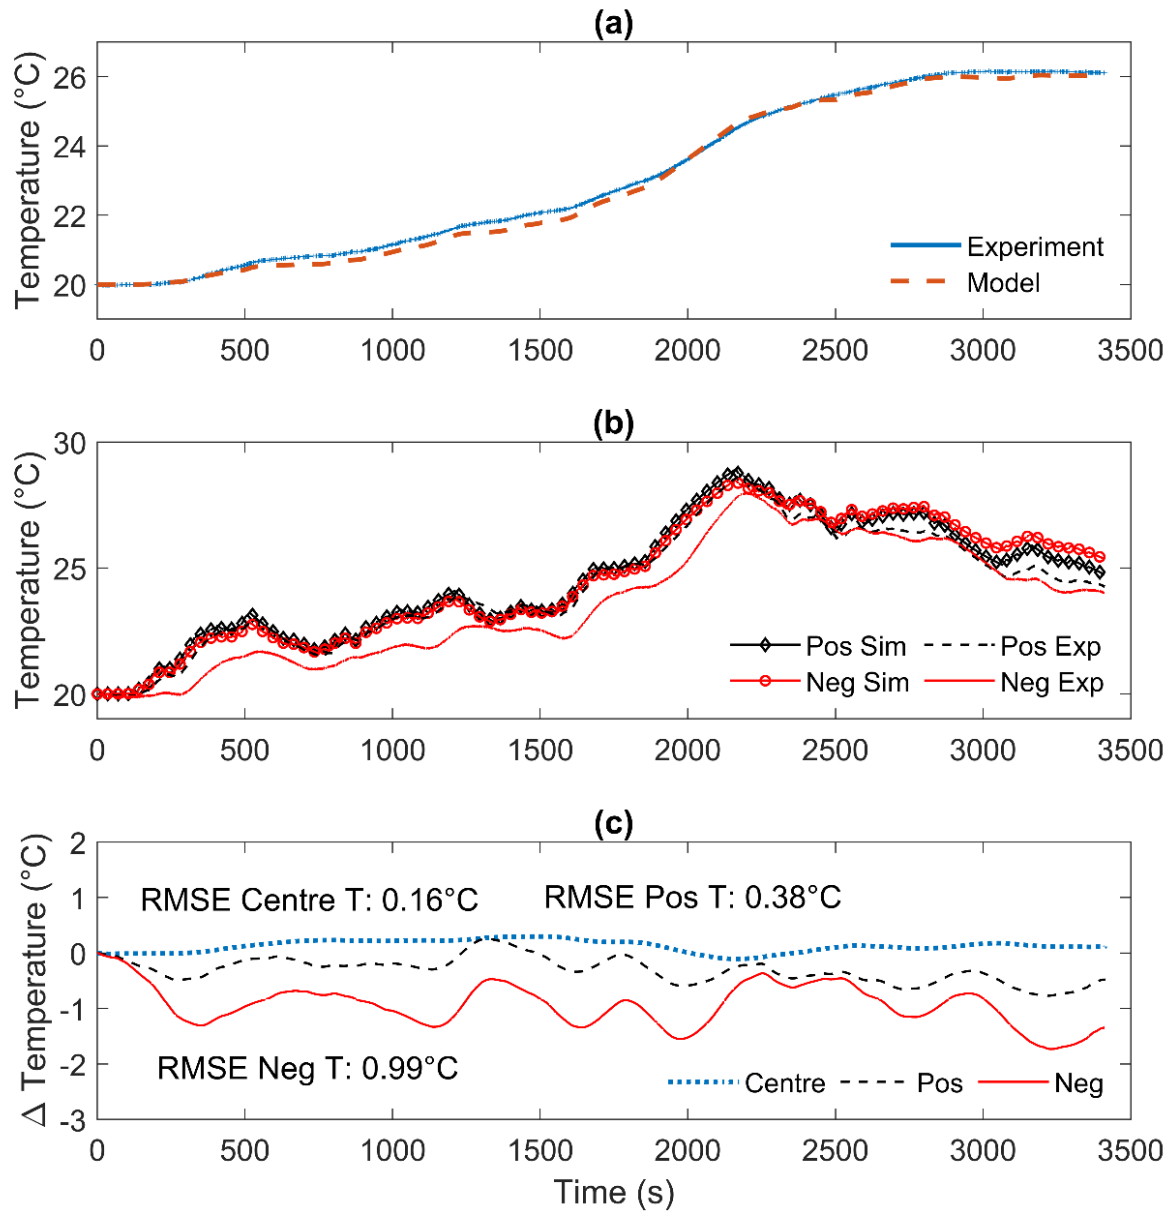 (a)
Temperature (°C)
26
24
22
20
Experiment
Model
0 500 1000 1500 2000 2500 3000 3500
(b)
Temperature (°C)
30
25
20
Pos Sim Pos Exp
Neg Sim Neg Exp
0 500 1000 1500 2000 2500 3000 3500
(c)
Δ Temperature (°C)
2
1
0
-1
-2
-3
RMSE Centre T: 0.16°C RMSE Pos T: 0.38°C
RMSE Neg T: 0.99°C
Centre Pos Neg
0 500 1000 1500 2000 2500 3000 3500
Time (s)